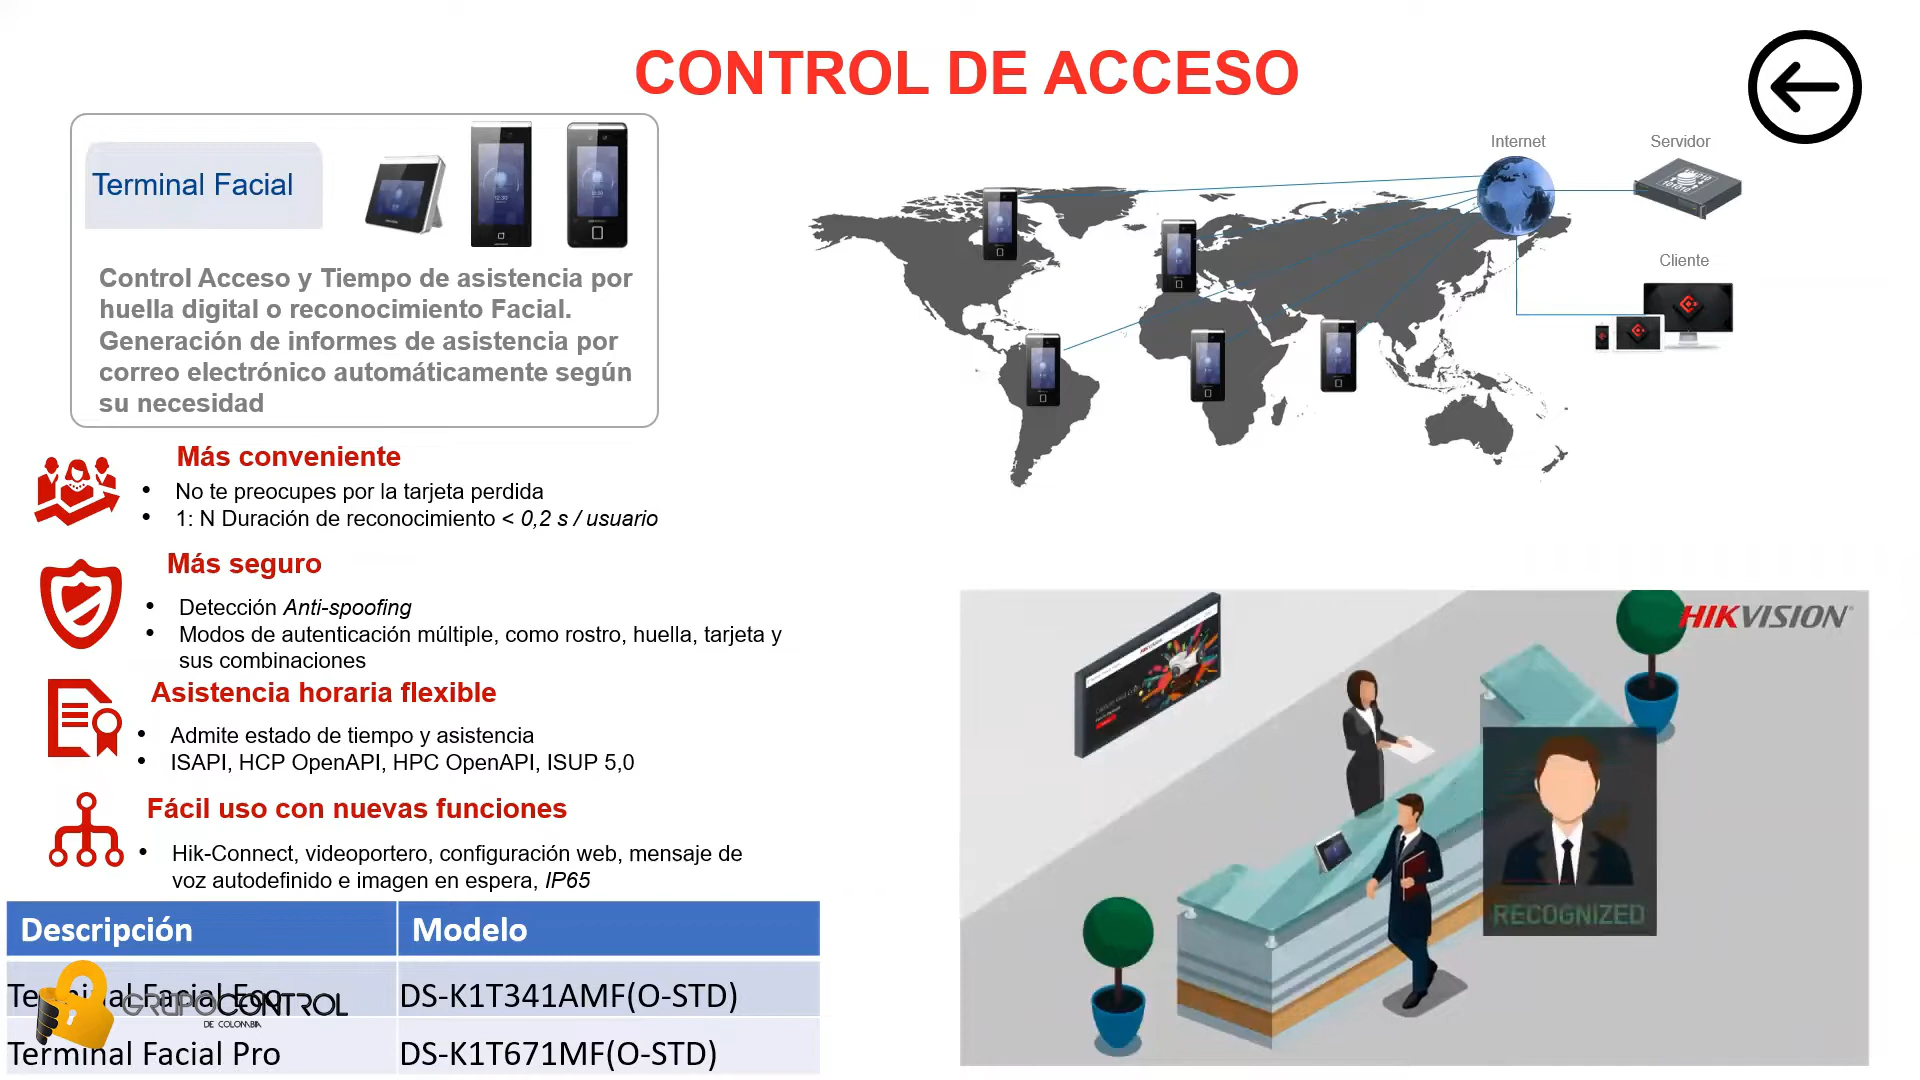 CONTROL DE ACCESO
Terminal Facial
Control Acceso y Tiempo de asistencia por
huella digital o reconocimiento Facial.
Generación de informes de asistencia por
correo electrónico automáticamente según
su necesidad
Internet
Servidor
Cliente
Más conveniente
• No te preocupes por la tarjeta perdida
• 1: N Duración de reconocimiento < 0,2 s / usuario
Más seguro
• Detección Anti-spoofing
• Modos de autenticación múltiple, como rostro, huella, tarjeta y
sus combinaciones
Asistencia horaria flexible
• Admite estado de tiempo y asistencia
• ISAPI, HCP OpenAPI, HPC OpenAPI, ISUP 5,0
Fácil uso con nuevas funciones
• Hik-Connect, videoportero, configuración web, mensaje de
voz autodefinido e imagen en espera, IP65
Descripción Modelo
Terminal Facial Eco DS-K1T341AMF(O-STD)
GRUPO CONTROL
DE COLOMBIA
Terminal Facial Pro DS-K1T671MF(O-STD)
HIKVISION
RECOGNIZED